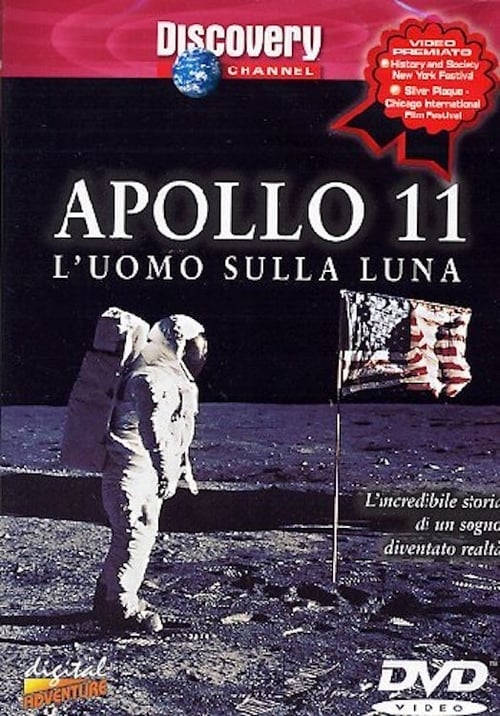 Discovery
CHANNEL
VIDEO
PREMIATO
History and Society
New York Festival
Silver Plaque -
Chicago International
Film Festival
APOLLO 11
L'UOMO SULLA LUNA
L'incredibile storia
di un sogno
diventato realtà
digital
ADVENTURE
DVD
VIDEO